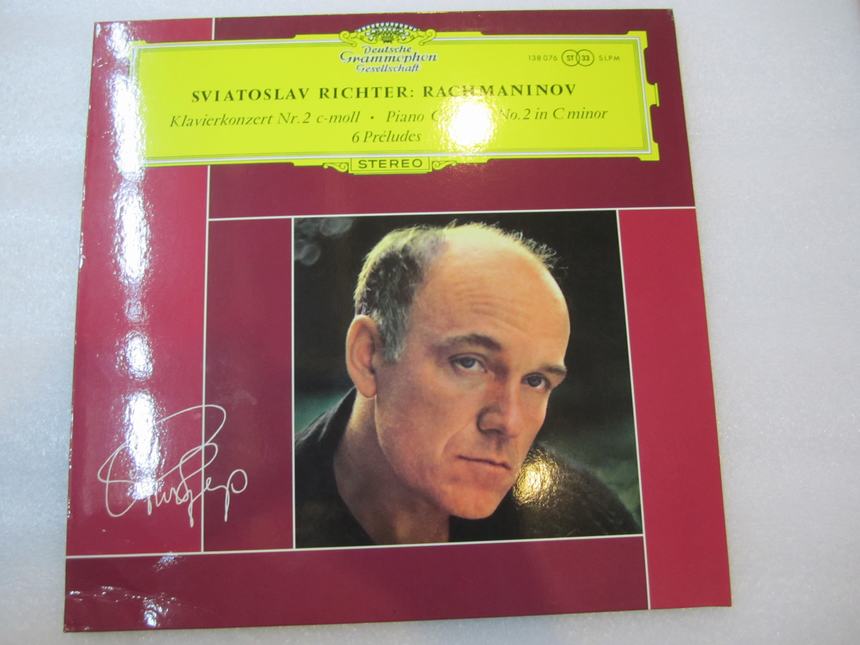 Deutsche
Grammophon
Gesellschaft
138 076 ST 33 SLPM
SVIATOSLAV RICHTER: RACHMANINOV
Klavierkonzert Nr. 2 c-moll · Piano No. 2 in C minor
6 Préludes
STEREO